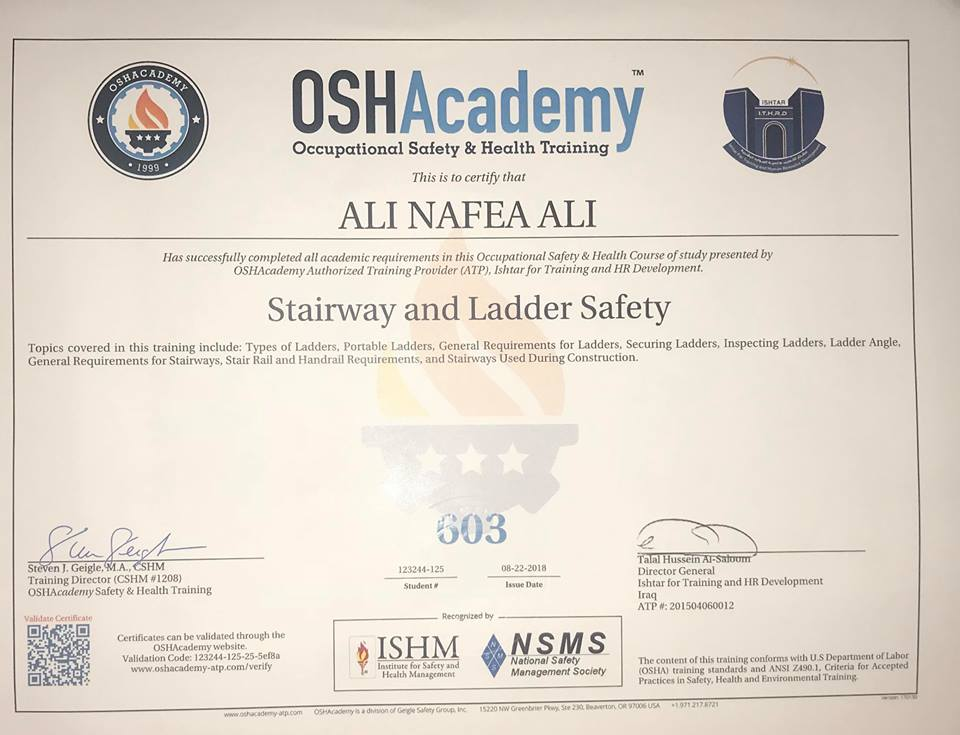 OSHACADEMY
1999
OSHAcademy™
Occupational Safety & Health Training
ISHTAR
I.T.H.R.D
This is to certify that
ALI NAFEA ALI
Has successfully completed all academic requirements in this Occupational Safety & Health Course of study presented by
OSHAcademy Authorized Training Provider (ATP), Ishtar for Training and HR Development.
Stairway and Ladder Safety
Topics covered in this training include: Types of Ladders, Portable Ladders, General Requirements for Ladders, Securing Ladders, Inspecting Ladders, Ladder Angle,
General Requirements for Stairways, Stair Rail and Handrail Requirements, and Stairways Used During Construction.
603
Steven J. Geigle, M.A., CSHM
Training Director (CSHM #1208)
OSHAcademy Safety & Health Training
123244-125
Student #
08-22-2018
Issue Date
Talal Hussein Al-Saloum
Director General
Ishtar for Training and HR Development
Iraq
ATP #: 201504060012
Validate Certificate
Certificates can be validated through the
OSHAcademy website.
Validation Code: 123244-125-25-5ef8a
www.oshacademy-atp.com/verify
Recognized by
ISHM
Institute for Safety and
Health Management
NSMS
National Safety
Management Society
The content of this training conforms with U.S Department of Labor
(OSHA) training standards and ANSI Z490.1, Criteria for Accepted
Practices in Safety, Health and Environmental Training.
www.oshacademy-atp.com OSHAcademy is a division of Geigle Safety Group, Inc. 15220 NW Greenbrier Pkwy, Ste 230, Beaverton, OR 97006 USA +1.971.217.8721